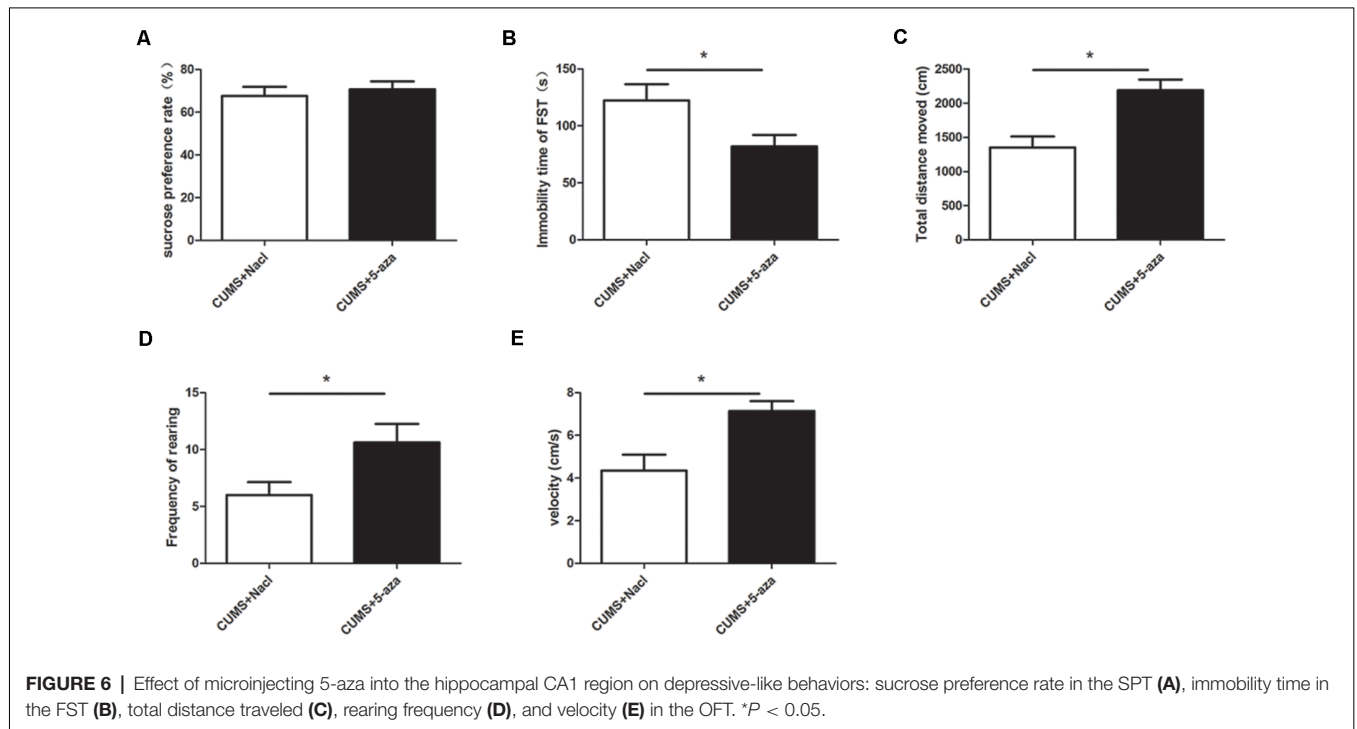 A
sucrose preference rate (%)
80
60
40
20
0
CUMS+Nacl
CUMS+5-aza
B
*
Immobility time of FST (s)
150
100
50
0
CUMS+Nacl
CUMS+5-aza
C
*
Total distance moved (cm)
2500
2000
1500
1000
500
0
CUMS+Nacl
CUMS+5-aza
D
*
Frequency of rearing
15
10
5
0
CUMS+Nacl
CUMS+5-aza
E
*
velocity (cm/s)
8
6
4
2
0
CUMS+Nacl
CUMS+5-aza
FIGURE 6 | Effect of microinjecting 5-aza into the hippocampal CA1 region on depressive-like behaviors: sucrose preference rate in the SPT (A), immobility time in
the FST (B), total distance traveled (C), rearing frequency (D), and velocity (E) in the OFT. *P < 0.05.